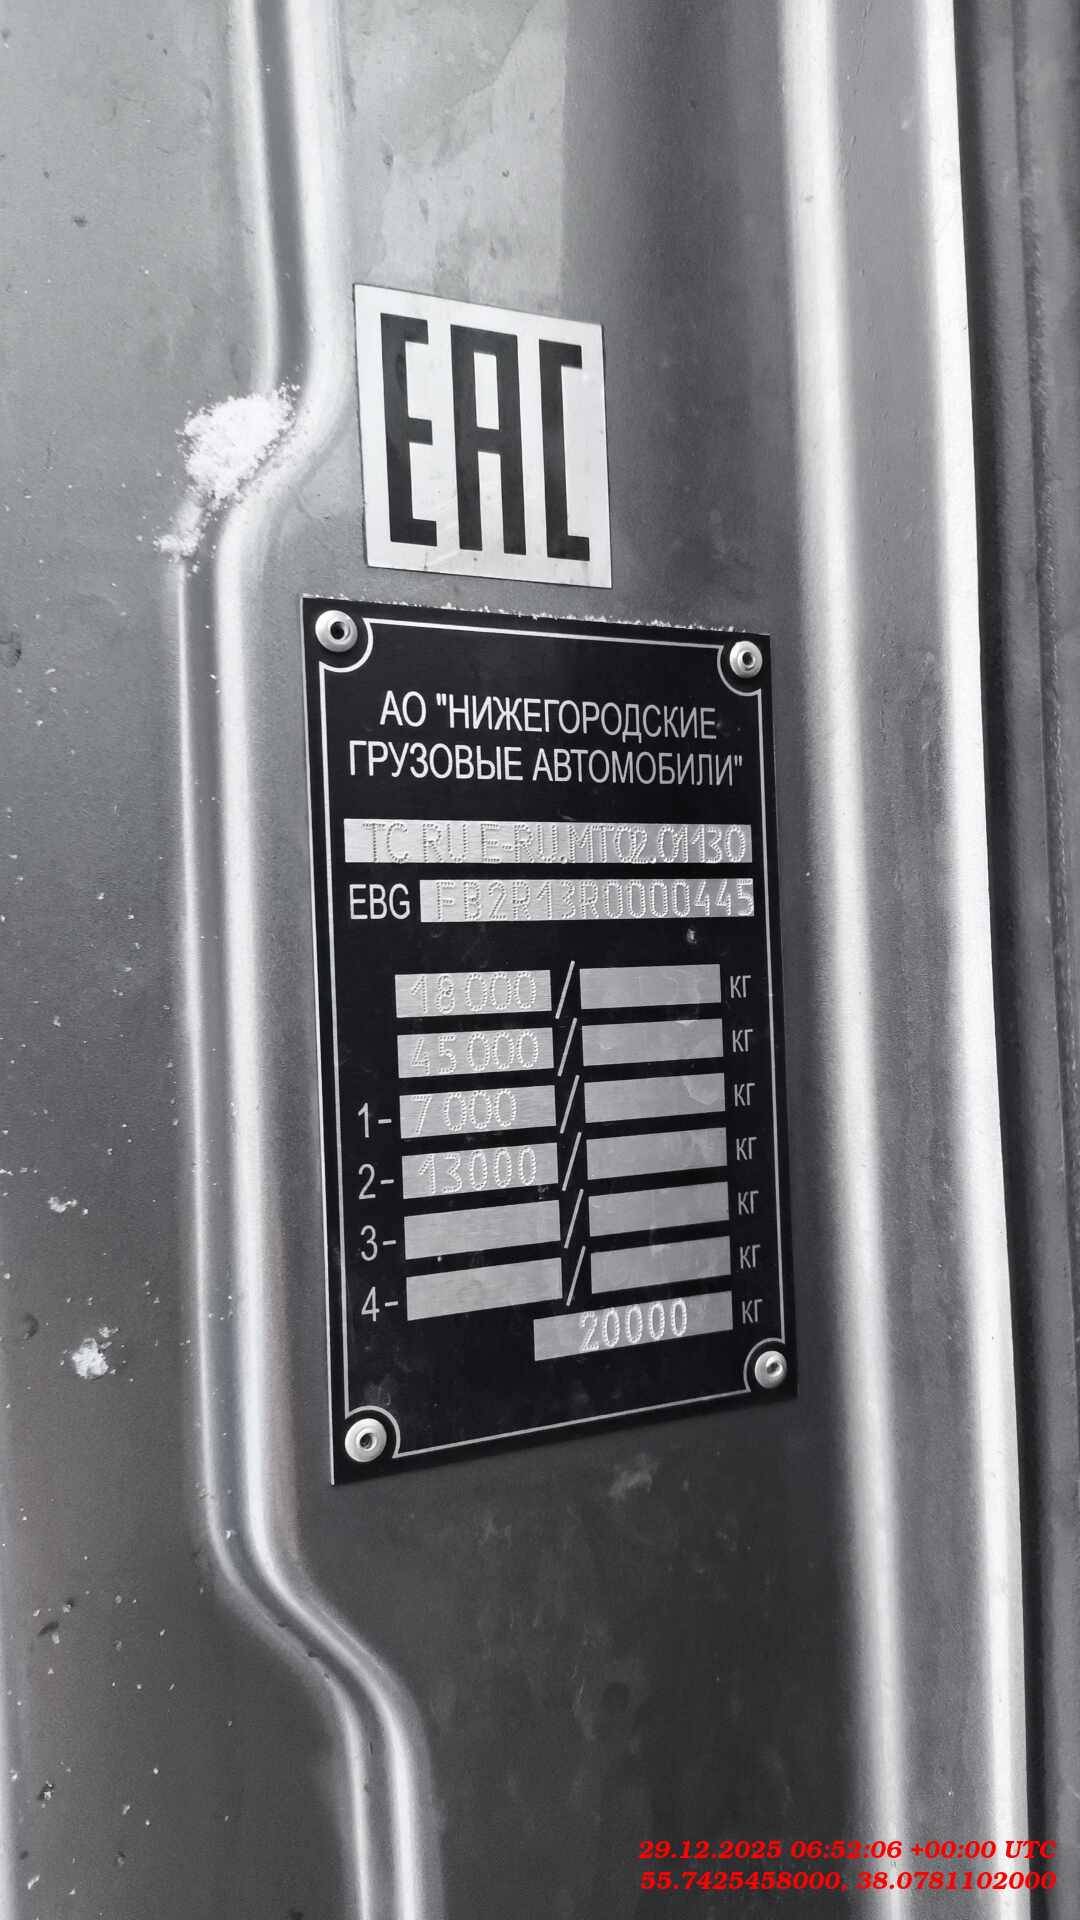 EAC
АО "НИЖЕГОРОДСКИЕ
ГРУЗОВЫЕ АВТОМОБИЛИ"
ТС RU Е-RU.МТ02.01130
EBG FB2R13R0000445
18000 / КГ
45000 / КГ
1- 7000 / КГ
2- 13000 / КГ
3- / КГ
4- / КГ
20000 КГ
29.12.2025 06:52:06 +00:00 UTC
55.7425458000, 38.0781102000